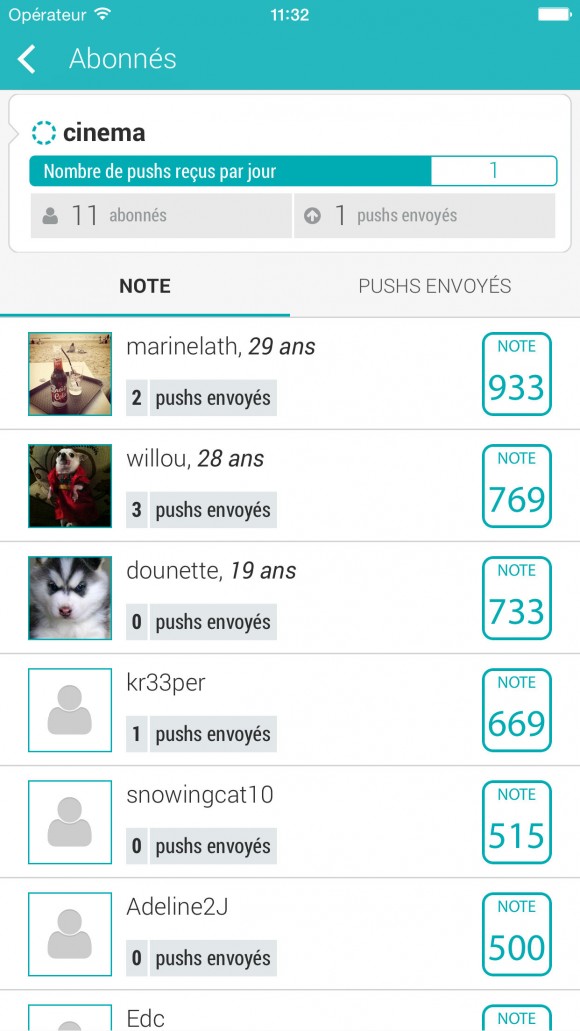 Opérateur 11:32
Abonnés
cinema
Nombre de pushs reçus par jour 1
11 abonnés 1 pushs envoyés
NOTE PUSHS ENVOYÉS
marinelath, 29 ans NOTE
2 pushs envoyés 933
willou, 28 ans NOTE
3 pushs envoyés 769
dounette, 19 ans NOTE
0 pushs envoyés 733
kr33per NOTE
1 pushs envoyés 669
snowingcat10 NOTE
0 pushs envoyés 515
Adeline2J NOTE
0 pushs envoyés 500
Edc NOTE